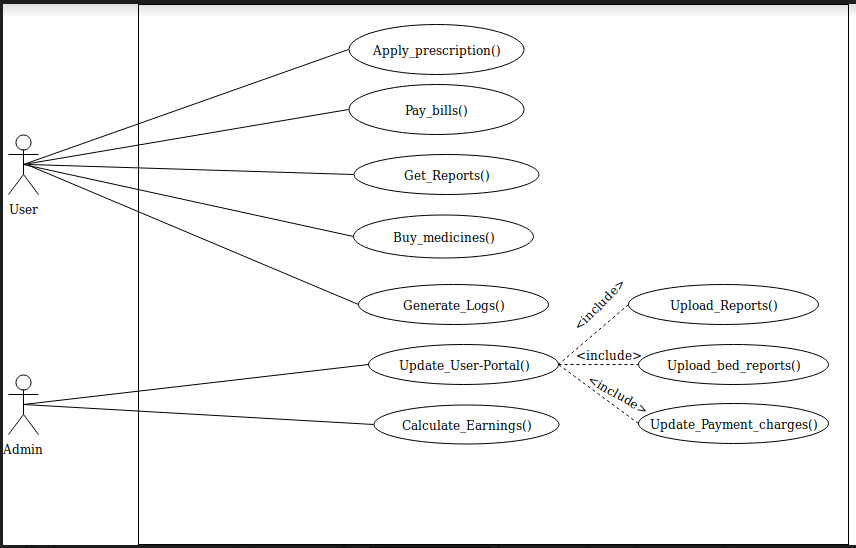 Apply_prescription()
Pay_bills()
Get_Reports()
User
Buy_medicines()
Generate_Logs()
<include>
Upload_Reports()
Update_User-Portal()
<include>
Upload_bed_reports()
<include>
Admin
Calculate_Earnings()
Update_Payment_charges()